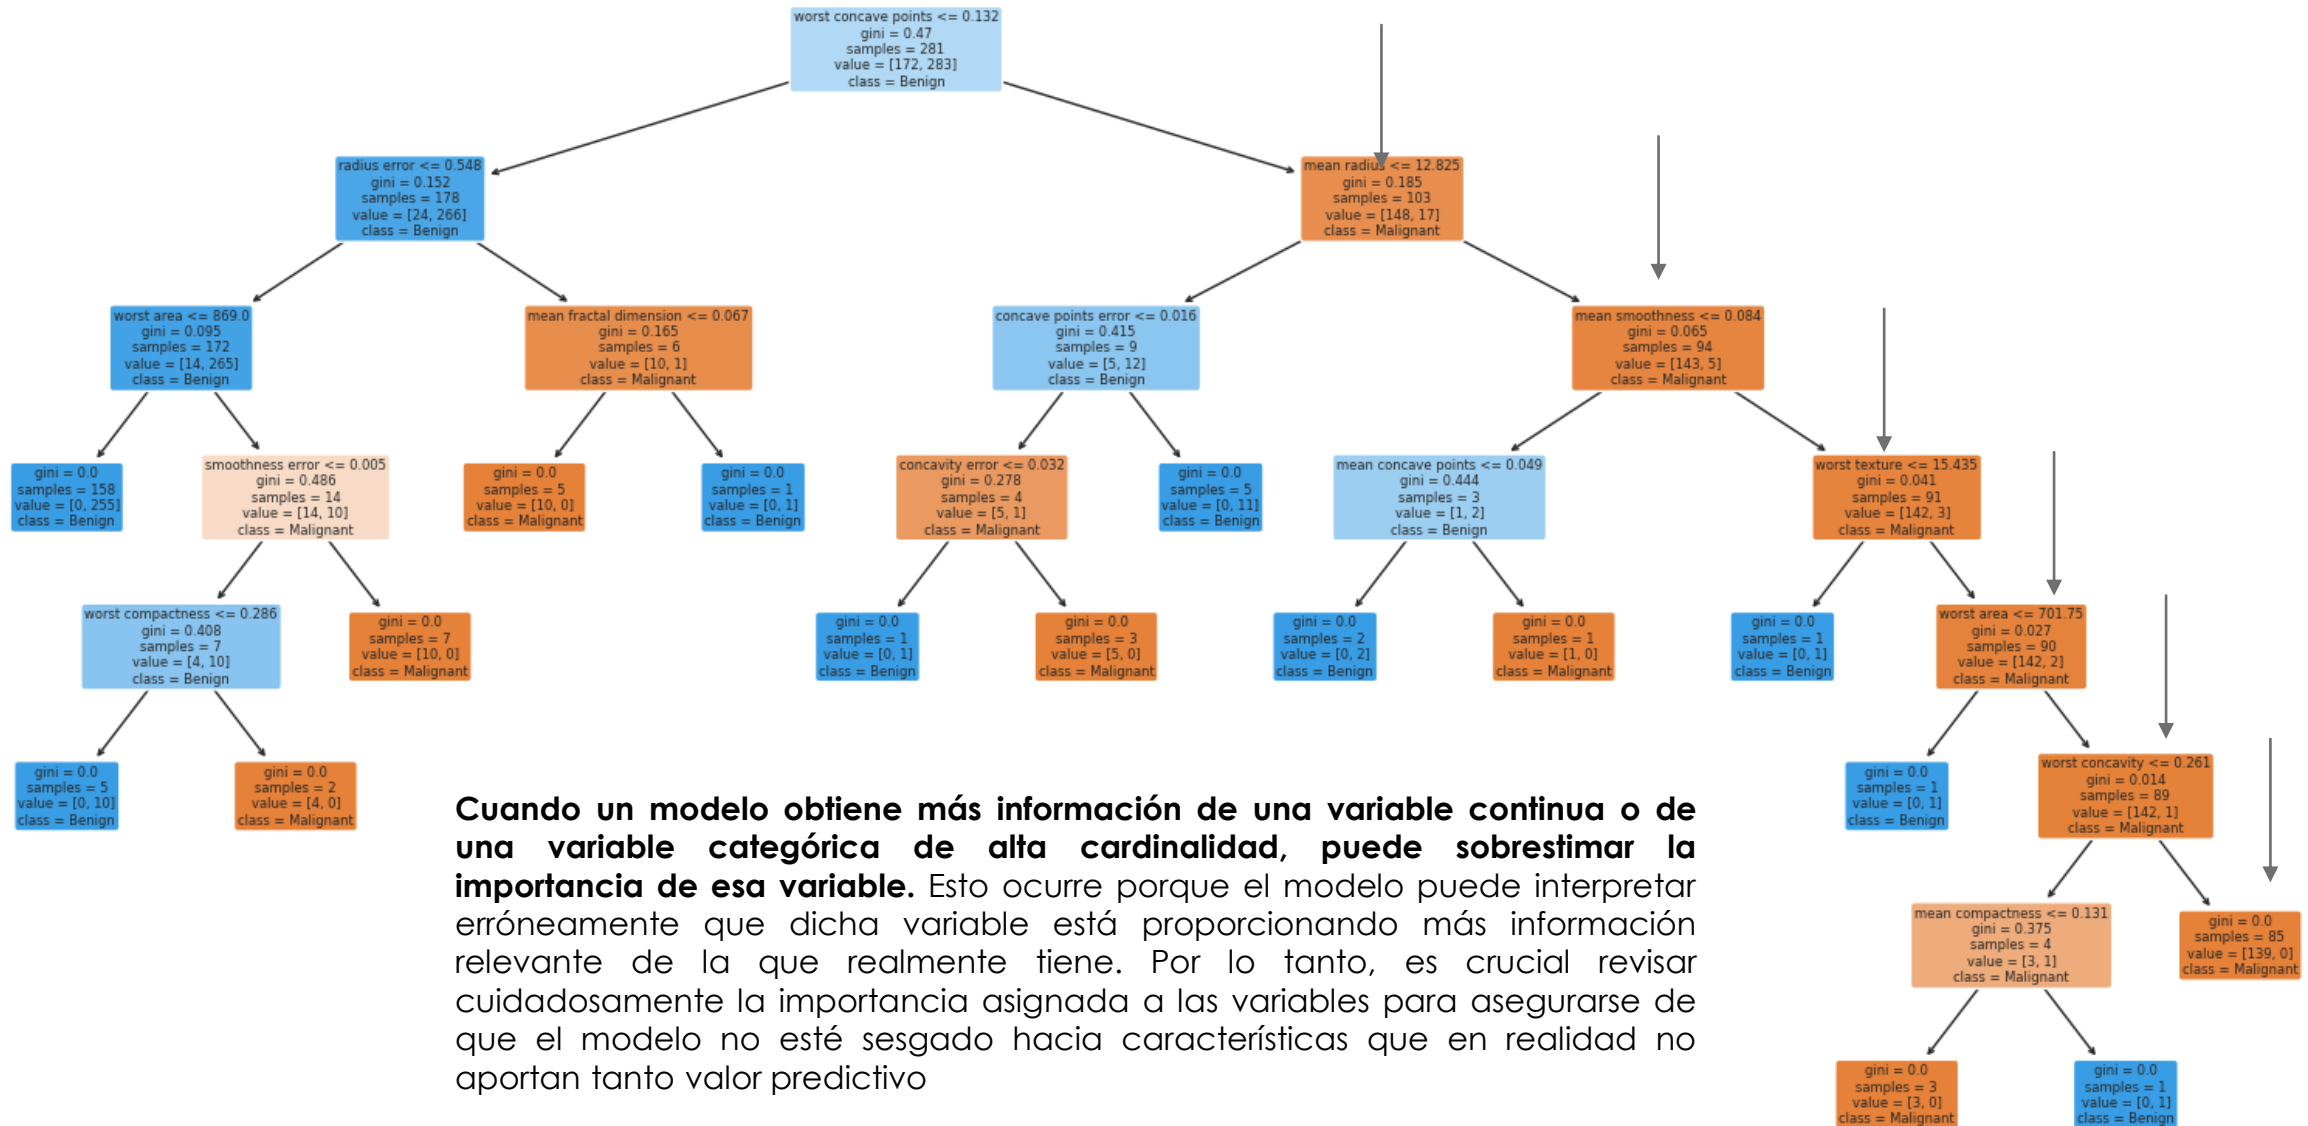 worst concave points <= 0.132
gini = 0.47
samples = 281
value = [172, 283]
class = Benign
radius error <= 0.548
gini = 0.152
samples = 178
value = [24, 266]
class = Benign
mean radius <= 12.825
gini = 0.185
samples = 103
value = [148, 17]
class = Malignant
worst area <= 869.0
gini = 0.095
samples = 172
value = [14, 265]
class = Benign
mean fractal dimension <= 0.067
gini = 0.165
samples = 6
value = [10, 1]
class = Malignant
concave points error <= 0.016
gini = 0.415
samples = 9
value = [5, 12]
class = Benign
mean smoothness <= 0.084
gini = 0.065
samples = 94
value = [143, 5]
class = Malignant
gini = 0.0
samples = 158
value = [0, 255]
class = Benign
smoothness error <= 0.005
gini = 0.486
samples = 14
value = [14, 10]
class = Malignant
gini = 0.0
samples = 5
value = [10, 0]
class = Malignant
gini = 0.0
samples = 1
value = [0, 1]
class = Benign
concavity error <= 0.032
gini = 0.278
samples = 4
value = [5, 1]
class = Malignant
gini = 0.0
samples = 5
value = [0, 11]
class = Benign
mean concave points <= 0.049
gini = 0.444
samples = 3
value = [1, 2]
class = Benign
worst texture <= 15.435
gini = 0.041
samples = 91
value = [142, 3]
class = Malignant
worst compactness <= 0.286
gini = 0.408
samples = 7
value = [4, 10]
class = Benign
gini = 0.0
samples = 7
value = [10, 0]
class = Malignant
gini = 0.0
samples = 1
value = [0, 1]
class = Benign
gini = 0.0
samples = 3
value = [5, 0]
class = Malignant
gini = 0.0
samples = 2
value = [0, 2]
class = Benign
gini = 0.0
samples = 1
value = [1, 0]
class = Malignant
gini = 0.0
samples = 1
value = [0, 1]
class = Benign
worst area <= 701.75
gini = 0.027
samples = 90
value = [142, 2]
class = Malignant
gini = 0.0
samples = 5
value = [0, 10]
class = Benign
gini = 0.0
samples = 2
value = [4, 0]
class = Malignant
gini = 0.0
samples = 1
value = [0, 1]
class = Benign
worst concavity <= 0.261
gini = 0.014
samples = 89
value = [142, 1]
class = Malignant
Cuando un modelo obtiene más información de una variable continua o de
una variable categórica de alta cardinalidad, puede sobrestimar la
importancia de esa variable. Esto ocurre porque el modelo puede interpretar
erróneamente que dicha variable está proporcionando más información
relevante de la que realmente tiene. Por lo tanto, es crucial revisar
cuidadosamente la importancia asignada a las variables para asegurarse de
que el modelo no esté sesgado hacia características que en realidad no
aportan tanto valor predictivo
mean compactness <= 0.131
gini = 0.375
samples = 4
value = [3, 1]
class = Malignant
gini = 0.0
samples = 85
value = [139, 0]
class = Malignant
gini = 0.0
samples = 3
value = [3, 0]
class = Malignant
gini = 0.0
samples = 1
value = [0, 1]
class = Benign